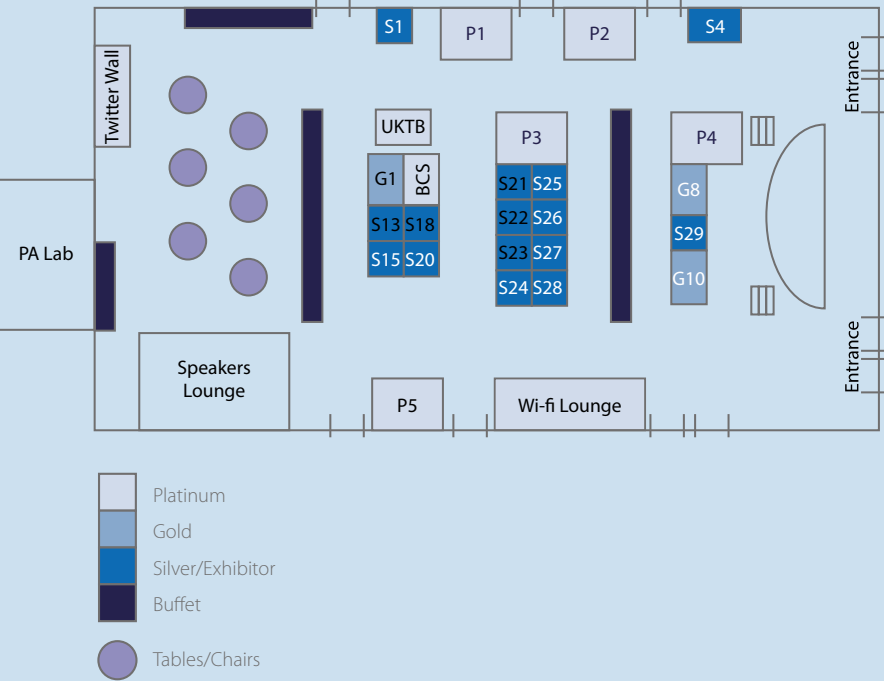 S1
P1
P2
S4
Entrance
Twitter Wall
UKTB
P3
P4
G1
BCS
S21 S25
G8
S13 S18
S22 S26
S29
S15 S20
S23 S27
G10
S24 S28
PA Lab
Speakers
Lounge
P5
Wi-fi Lounge
Entrance
Platinum
Gold
Silver/Exhibitor
Buffet
Tables/Chairs